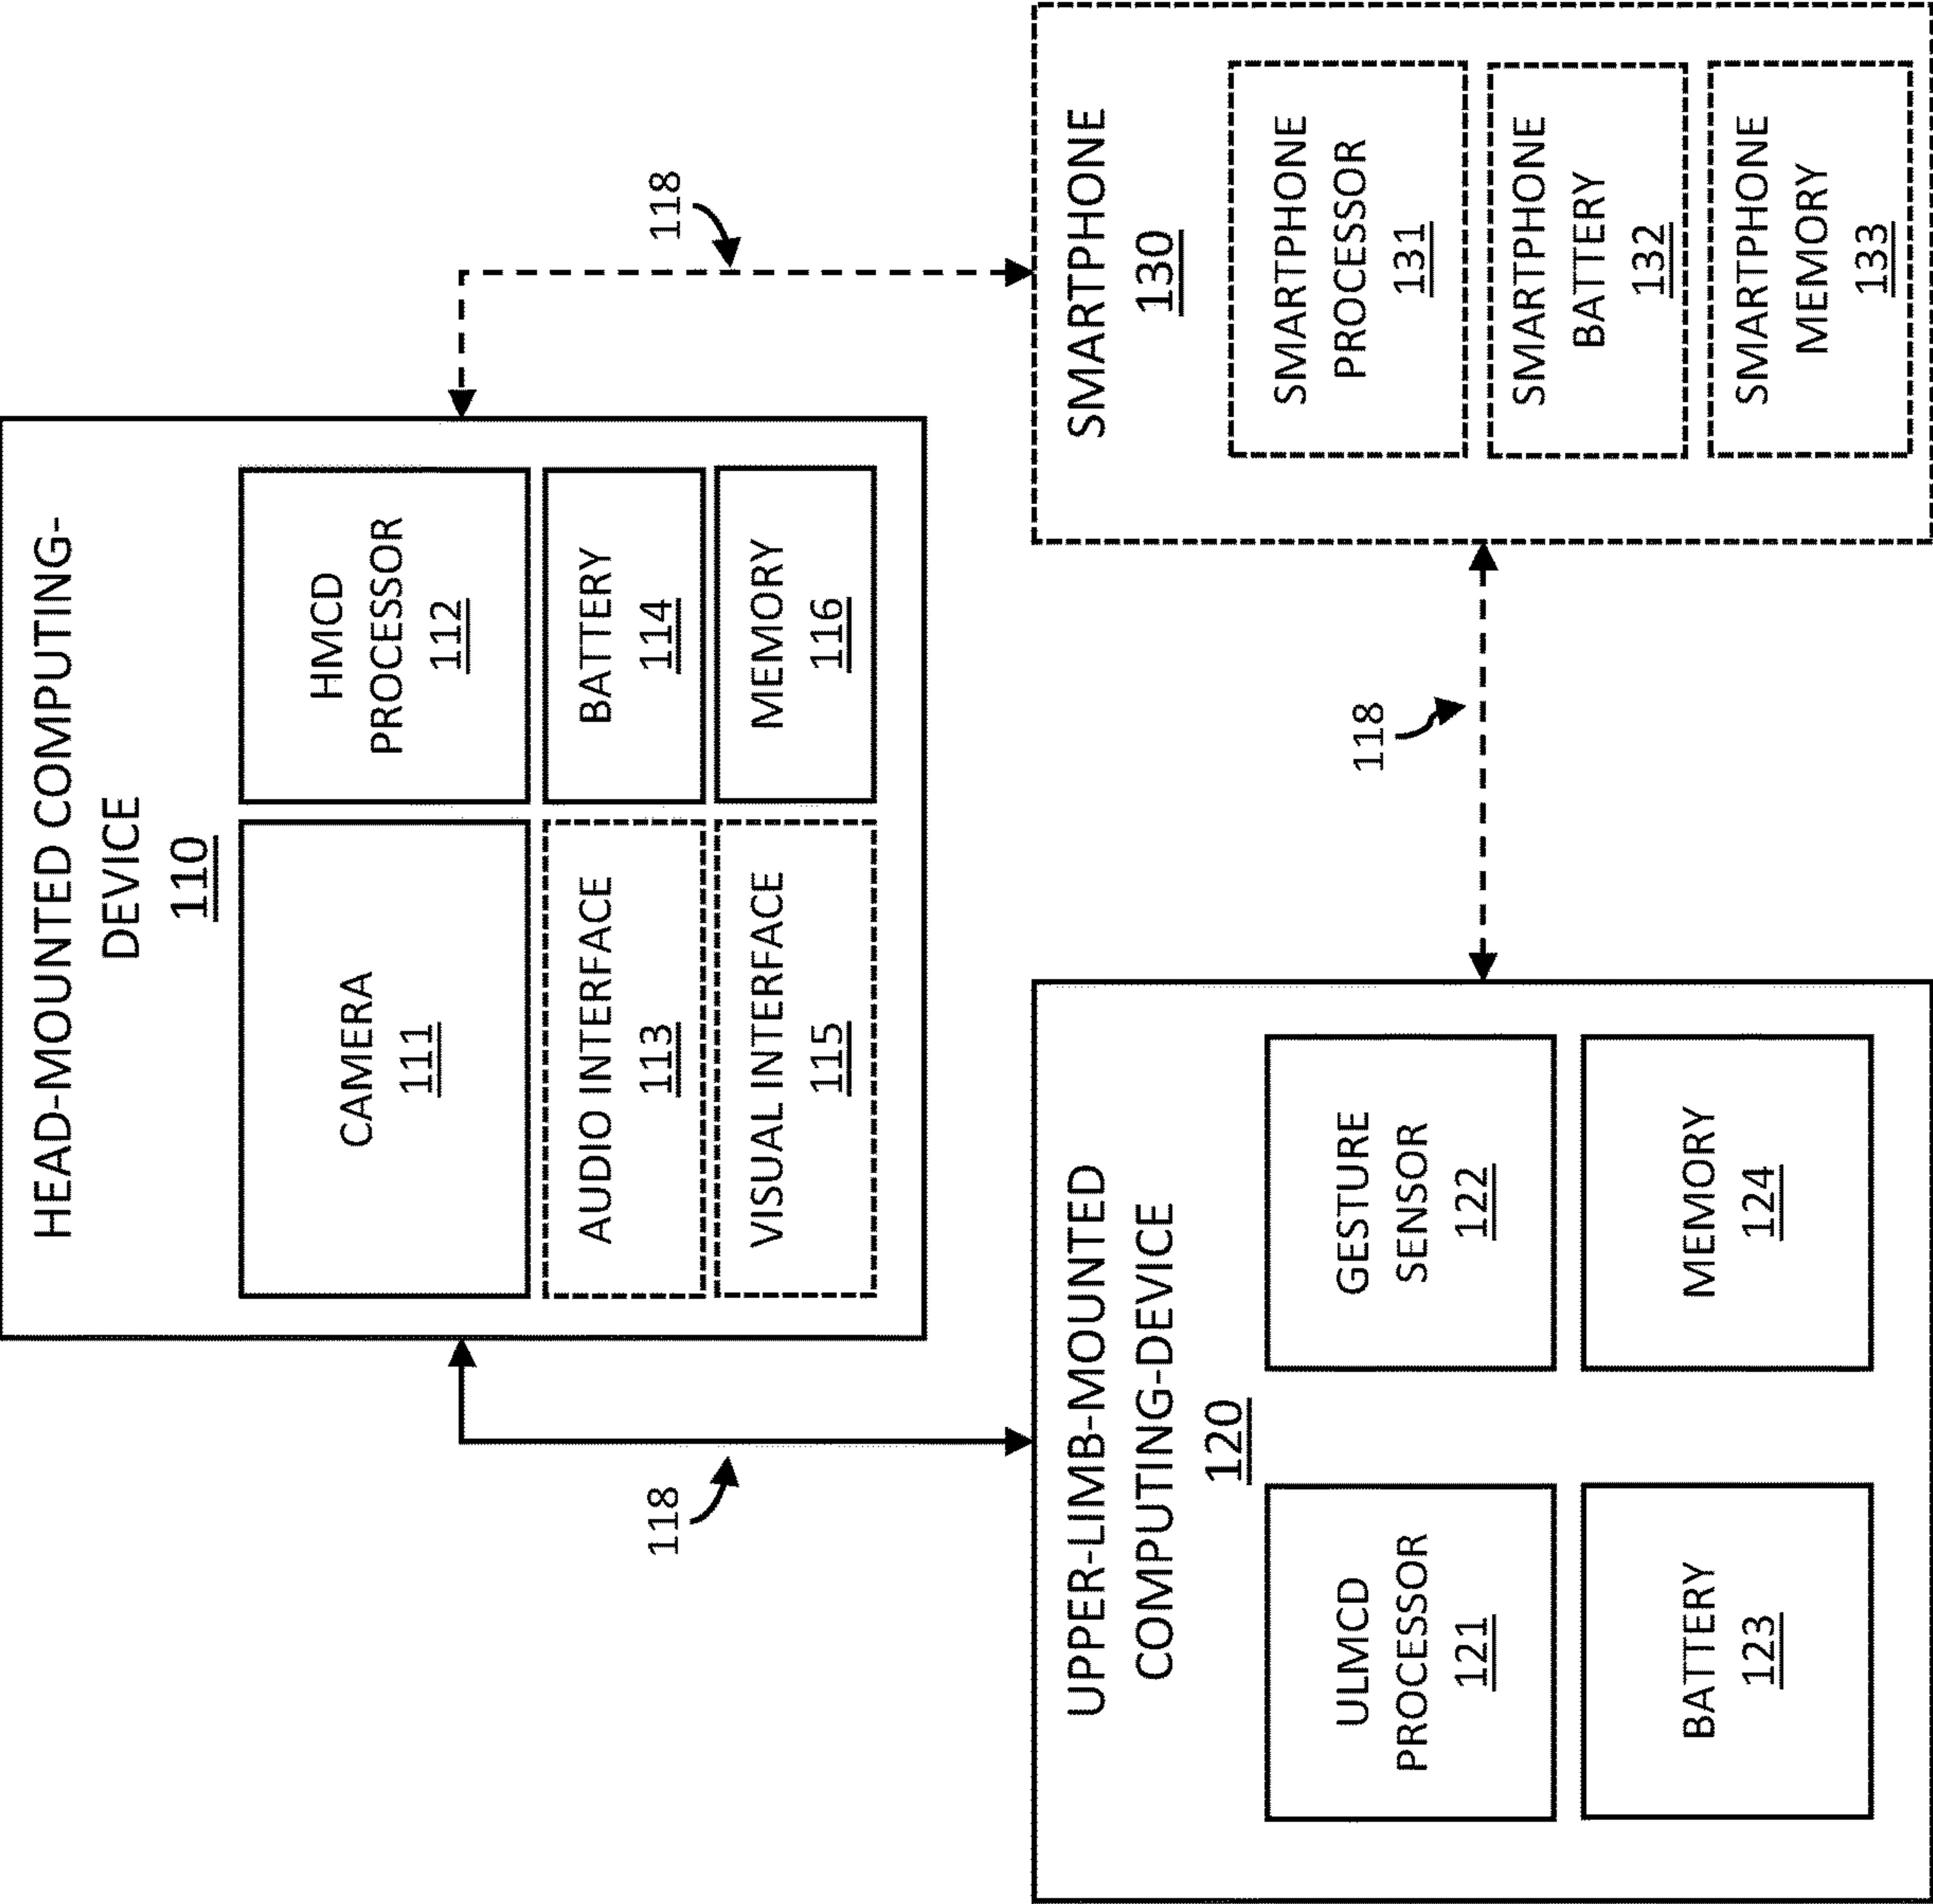 HEAD-MOUNTED COMPUTING-
DEVICE
110
CAMERA
111
HMCD
PROCESSOR
112
AUDIO INTERFACE
113
BATTERY
114
VISUAL INTERFACE
115
MEMORY
116
118
118
118
UPPER-LIMB-MOUNTED
COMPUTING-DEVICE
120
ULMCD
PROCESSOR
121
GESTURE
SENSOR
122
BATTERY
123
MEMORY
124
SMARTPHONE
130
SMARTPHONE
PROCESSOR
131
SMARTPHONE
BATTERY
132
SMARTPHONE
MEMORY
133